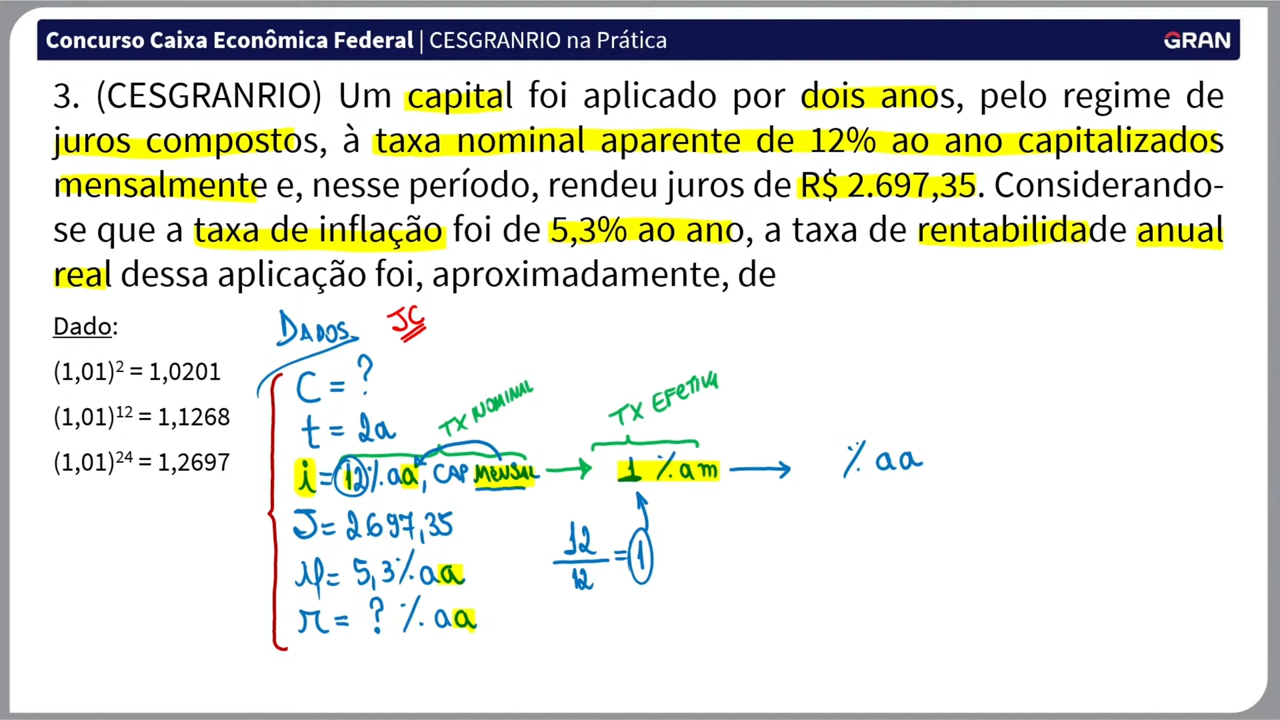 Concurso Caixa Econômica Federal | CESGRANRIO na Prática
GRAN
3. (CESGRANRIO) Um capital foi aplicado por dois anos, pelo regime de
juros compostos, à taxa nominal aparente de 12% ao ano capitalizados
mensalmente e, nesse período, rendeu juros de R$ 2.697,35. Considerando-
se que a taxa de inflação foi de 5,3% ao ano, a taxa de rentabilidade anual
real dessa aplicação foi, aproximadamente, de
Dado:
(1,01)² = 1,0201
(1,01)¹² = 1,1268
(1,01)²⁴ = 1,2697
DADOS JC
C = ?
t = 2a
TX NOMINAL TX EFETIVA
i = 12% aa, CAP MENSAL → 1 % am → % aa
J = 2697,35
12/12 = 1
= 5,3% aa
r = ? % aa